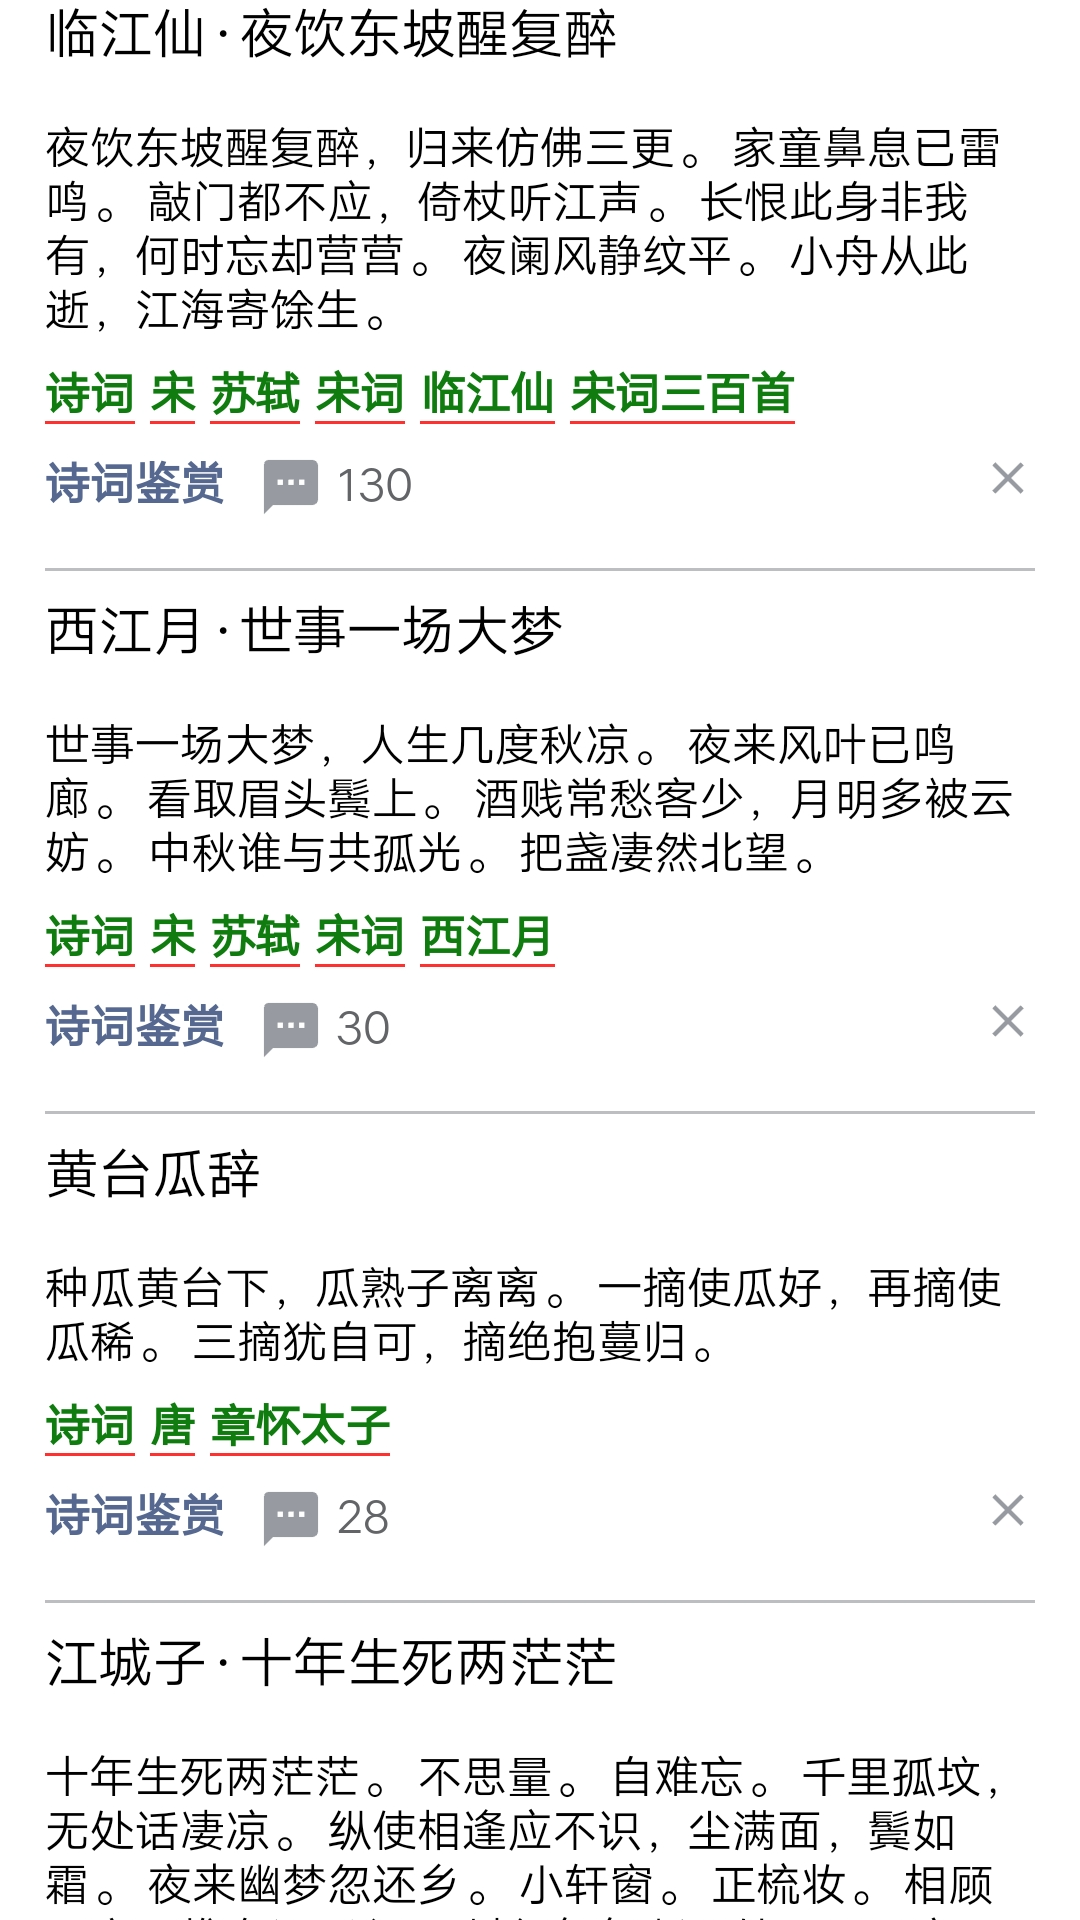 临江仙·夜饮东坡醒复醉
夜饮东坡醒复醉，归来仿佛三更。家童鼻息已雷
鸣。敲门都不应，倚杖听江声。长恨此身非我
有，何时忘却营营。夜阑风静纹平。小舟从此
逝，江海寄馀生。
诗词 宋 苏轼 宋词 临江仙 宋词三百首
诗词鉴赏 130
西江月·世事一场大梦
世事一场大梦，人生几度秋凉。夜来风叶已鸣
廊。看取眉头鬓上。酒贱常愁客少，月明多被云
妨。中秋谁与共孤光。把盏凄然北望。
诗词 宋 苏轼 宋词 西江月
诗词鉴赏 30
黄台瓜辞
种瓜黄台下，瓜熟子离离。一摘使瓜好，再摘使
瓜稀。三摘犹自可，摘绝抱蔓归。
诗词 唐 章怀太子
诗词鉴赏 28
江城子·十年生死两茫茫
十年生死两茫茫。不思量。自难忘。千里孤坟，
无处话凄凉。纵使相逢应不识，尘满面，鬓如
霜。夜来幽梦忽还乡。小轩窗。正梳妆。相顾